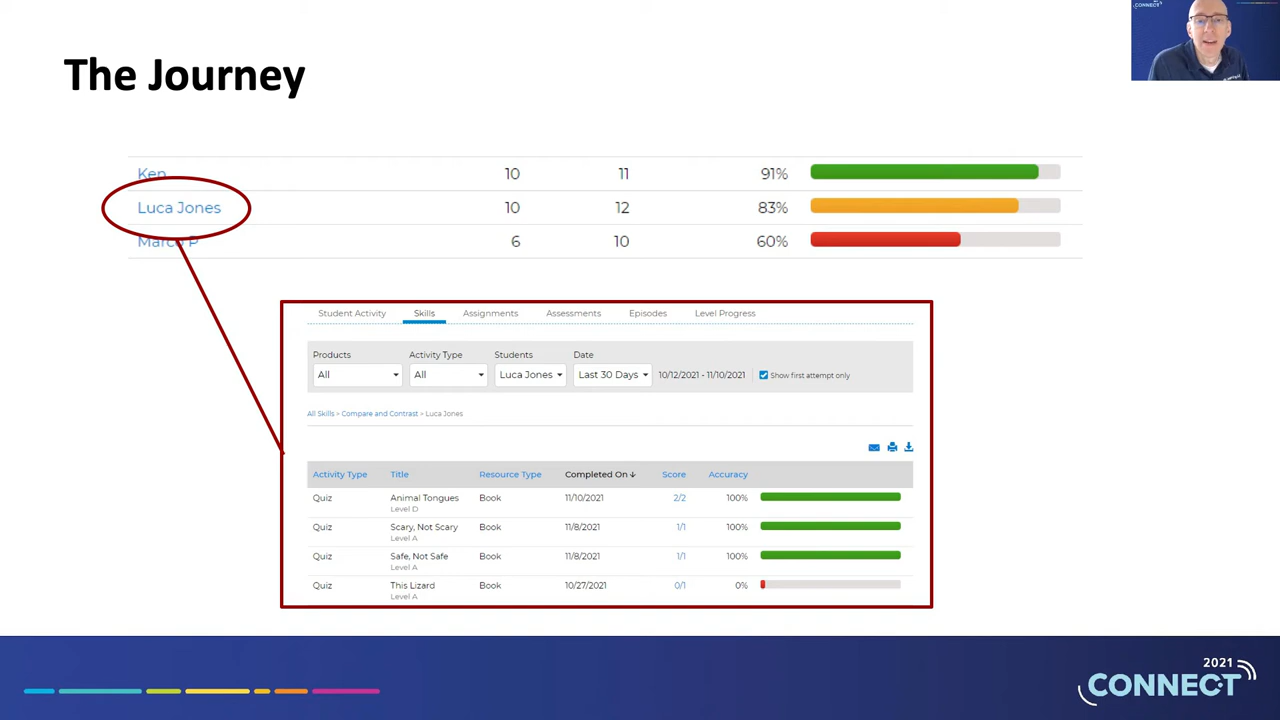 CONNECT
The Journey
Ken 10 11 91%
Luca Jones 10 12 83%
Marco P 6 10 60%
Student Activity Skills Assignments Assessments Episodes Level Progress
Products Activity Type Students Date
All All Luca Jones Last 30 Days 10/12/2021 - 11/10/2021 Show first attempt only
All Skills > Compare and Contrast > Luca Jones
Activity Type Title Resource Type Completed On ↓ Score Accuracy
Quiz Animal Tongues Book 11/10/2021 2/2 100%
Level D
Quiz Scary, Not Scary Book 11/8/2021 1/1 100%
Level A
Quiz Safe, Not Safe Book 11/8/2021 1/1 100%
Level A
Quiz This Lizard Book 10/27/2021 0/1 0%
Level A
2021
CONNECT